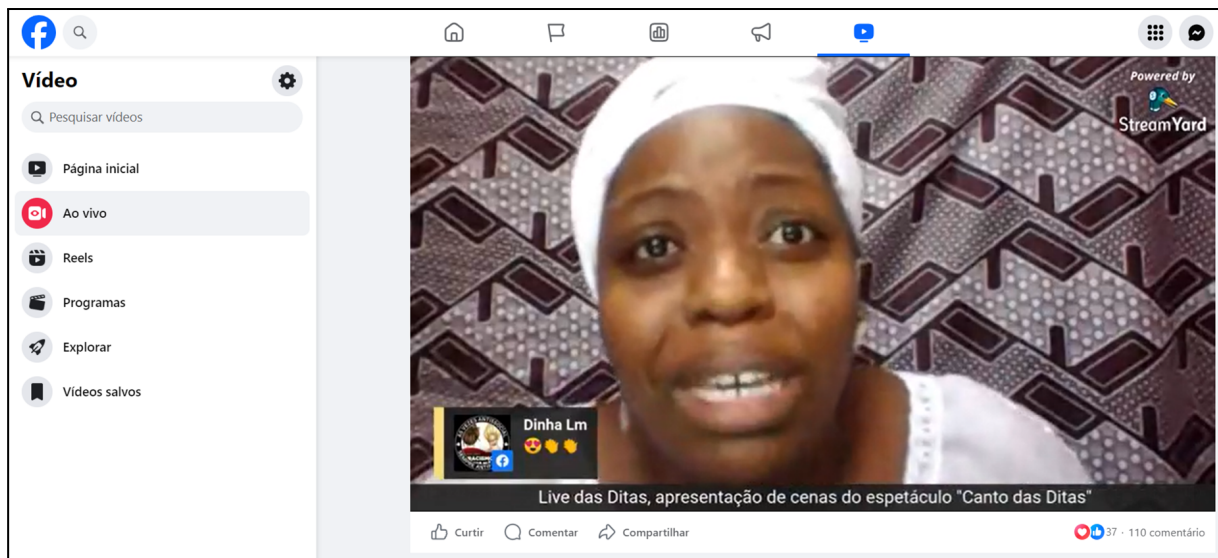 Vídeo
Pesquisar vídeos
Página inicial
Ao vivo
Reels
Programas
Explorar
Vídeos salvos
Powered by
StreamYard
Dinha Lm
Live das Ditas, apresentação de cenas do espetáculo "Canto das Ditas"
Curtir
Comentar
Compartilhar
37 · 110 comentário